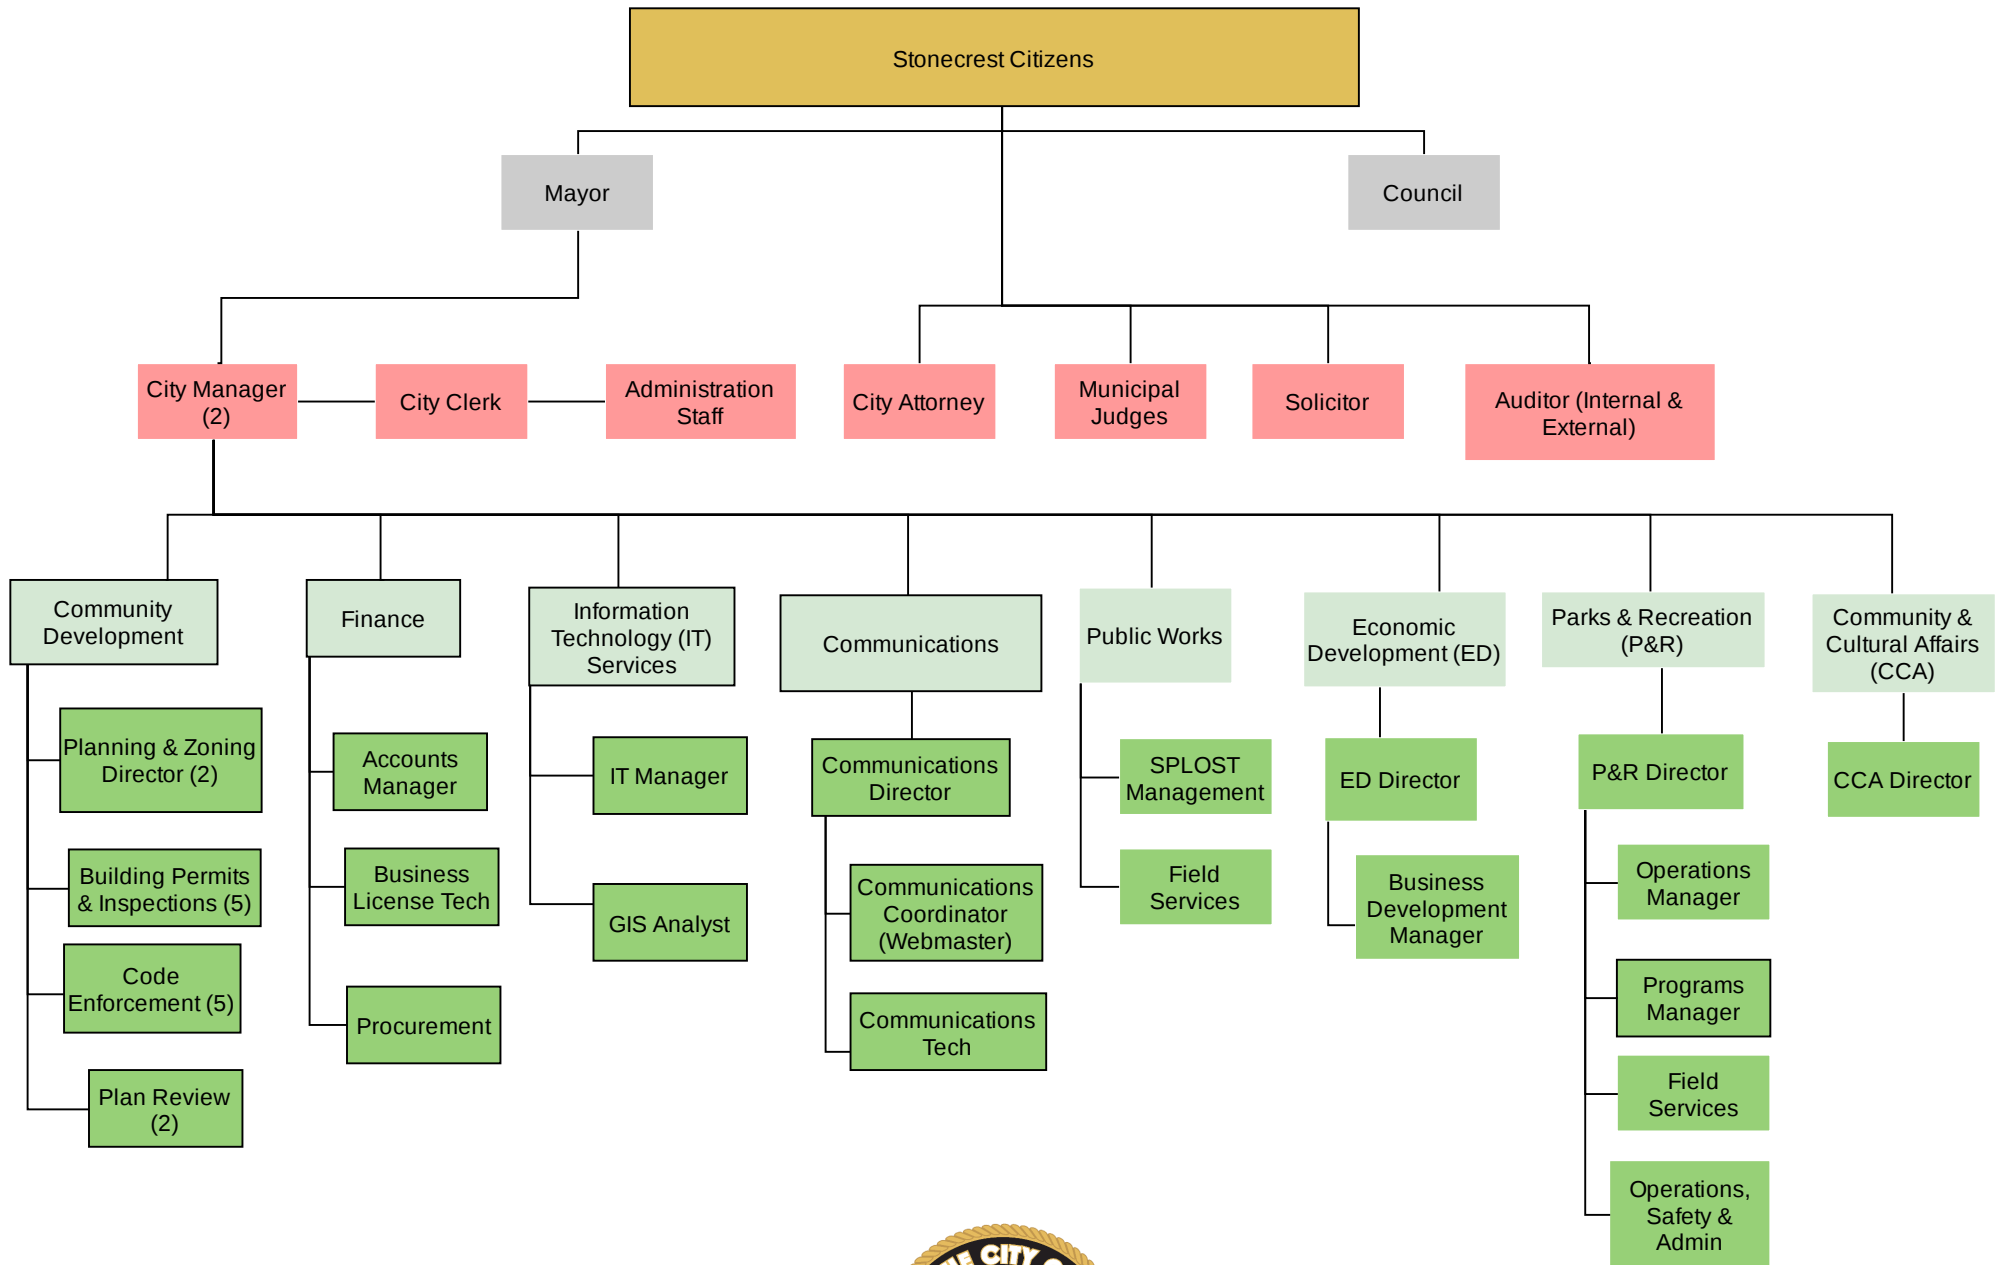 Stonecrest Citizens
Mayor
Council
City Manager
(2)
City Clerk
Administration
Staff
City Attorney
Municipal
Judges
Solicitor
Auditor (Internal &
External)
Community
Development
Finance
Information
Technology (IT)
Services
Communications
Public Works
Economic
Development (ED)
Parks & Recreation
(P&R)
Community &
Cultural Affairs
(CCA)
Planning & Zoning
Director (2)
Building Permits
& Inspections (5)
Code
Enforcement (5)
Plan Review
(2)
Accounts
Manager
Business
License Tech
Procurement
IT Manager
GIS Analyst
Communications
Director
Communications
Coordinator
(Webmaster)
Communications
Tech
SPLOST
Management
Field
Services
ED Director
Business
Development
Manager
P&R Director
Operations
Manager
Programs
Manager
Field
Services
Operations,
Safety &
Admin
CCA Director
CITY